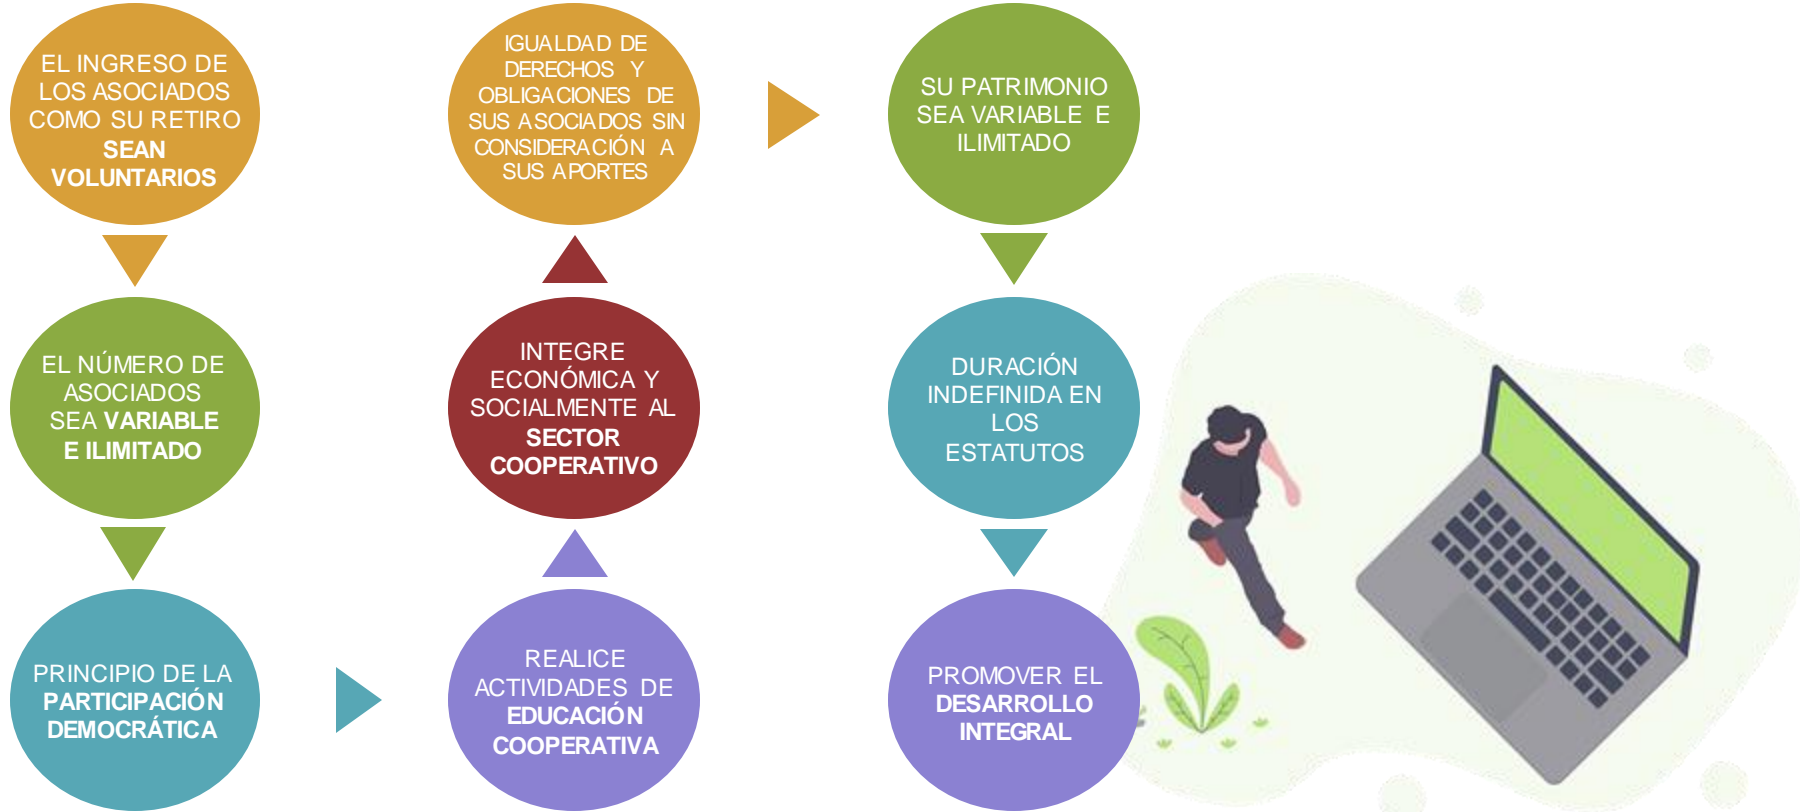 EL INGRESO DE
LOS ASOCIADOS
COMO SU RETIRO
SEAN
VOLUNTARIOS
EL NÚMERO DE
ASOCIADOS
SEA VARIABLE
E ILIMITADO
PRINCIPIO DE LA
PARTICIPACIÓN
DEMOCRÁTICA
REALICE
ACTIVIDADES DE
EDUCACIÓN
COOPERATIVA
INTEGRE
ECONÓMICA Y
SOCIALMENTE AL
SECTOR
COOPERATIVO
IGUALDAD DE
DERECHOS Y
OBLIGACIONES DE
SUS ASOCIADOS SIN
CONSIDERACIÓN A
SUS APORTES
SU PATRIMONIO
SEA VARIABLE E
ILIMITADO
DURACIÓN
INDEFINIDA EN
LOS
ESTATUTOS
PROMOVER EL
DESARROLLO
INTEGRAL